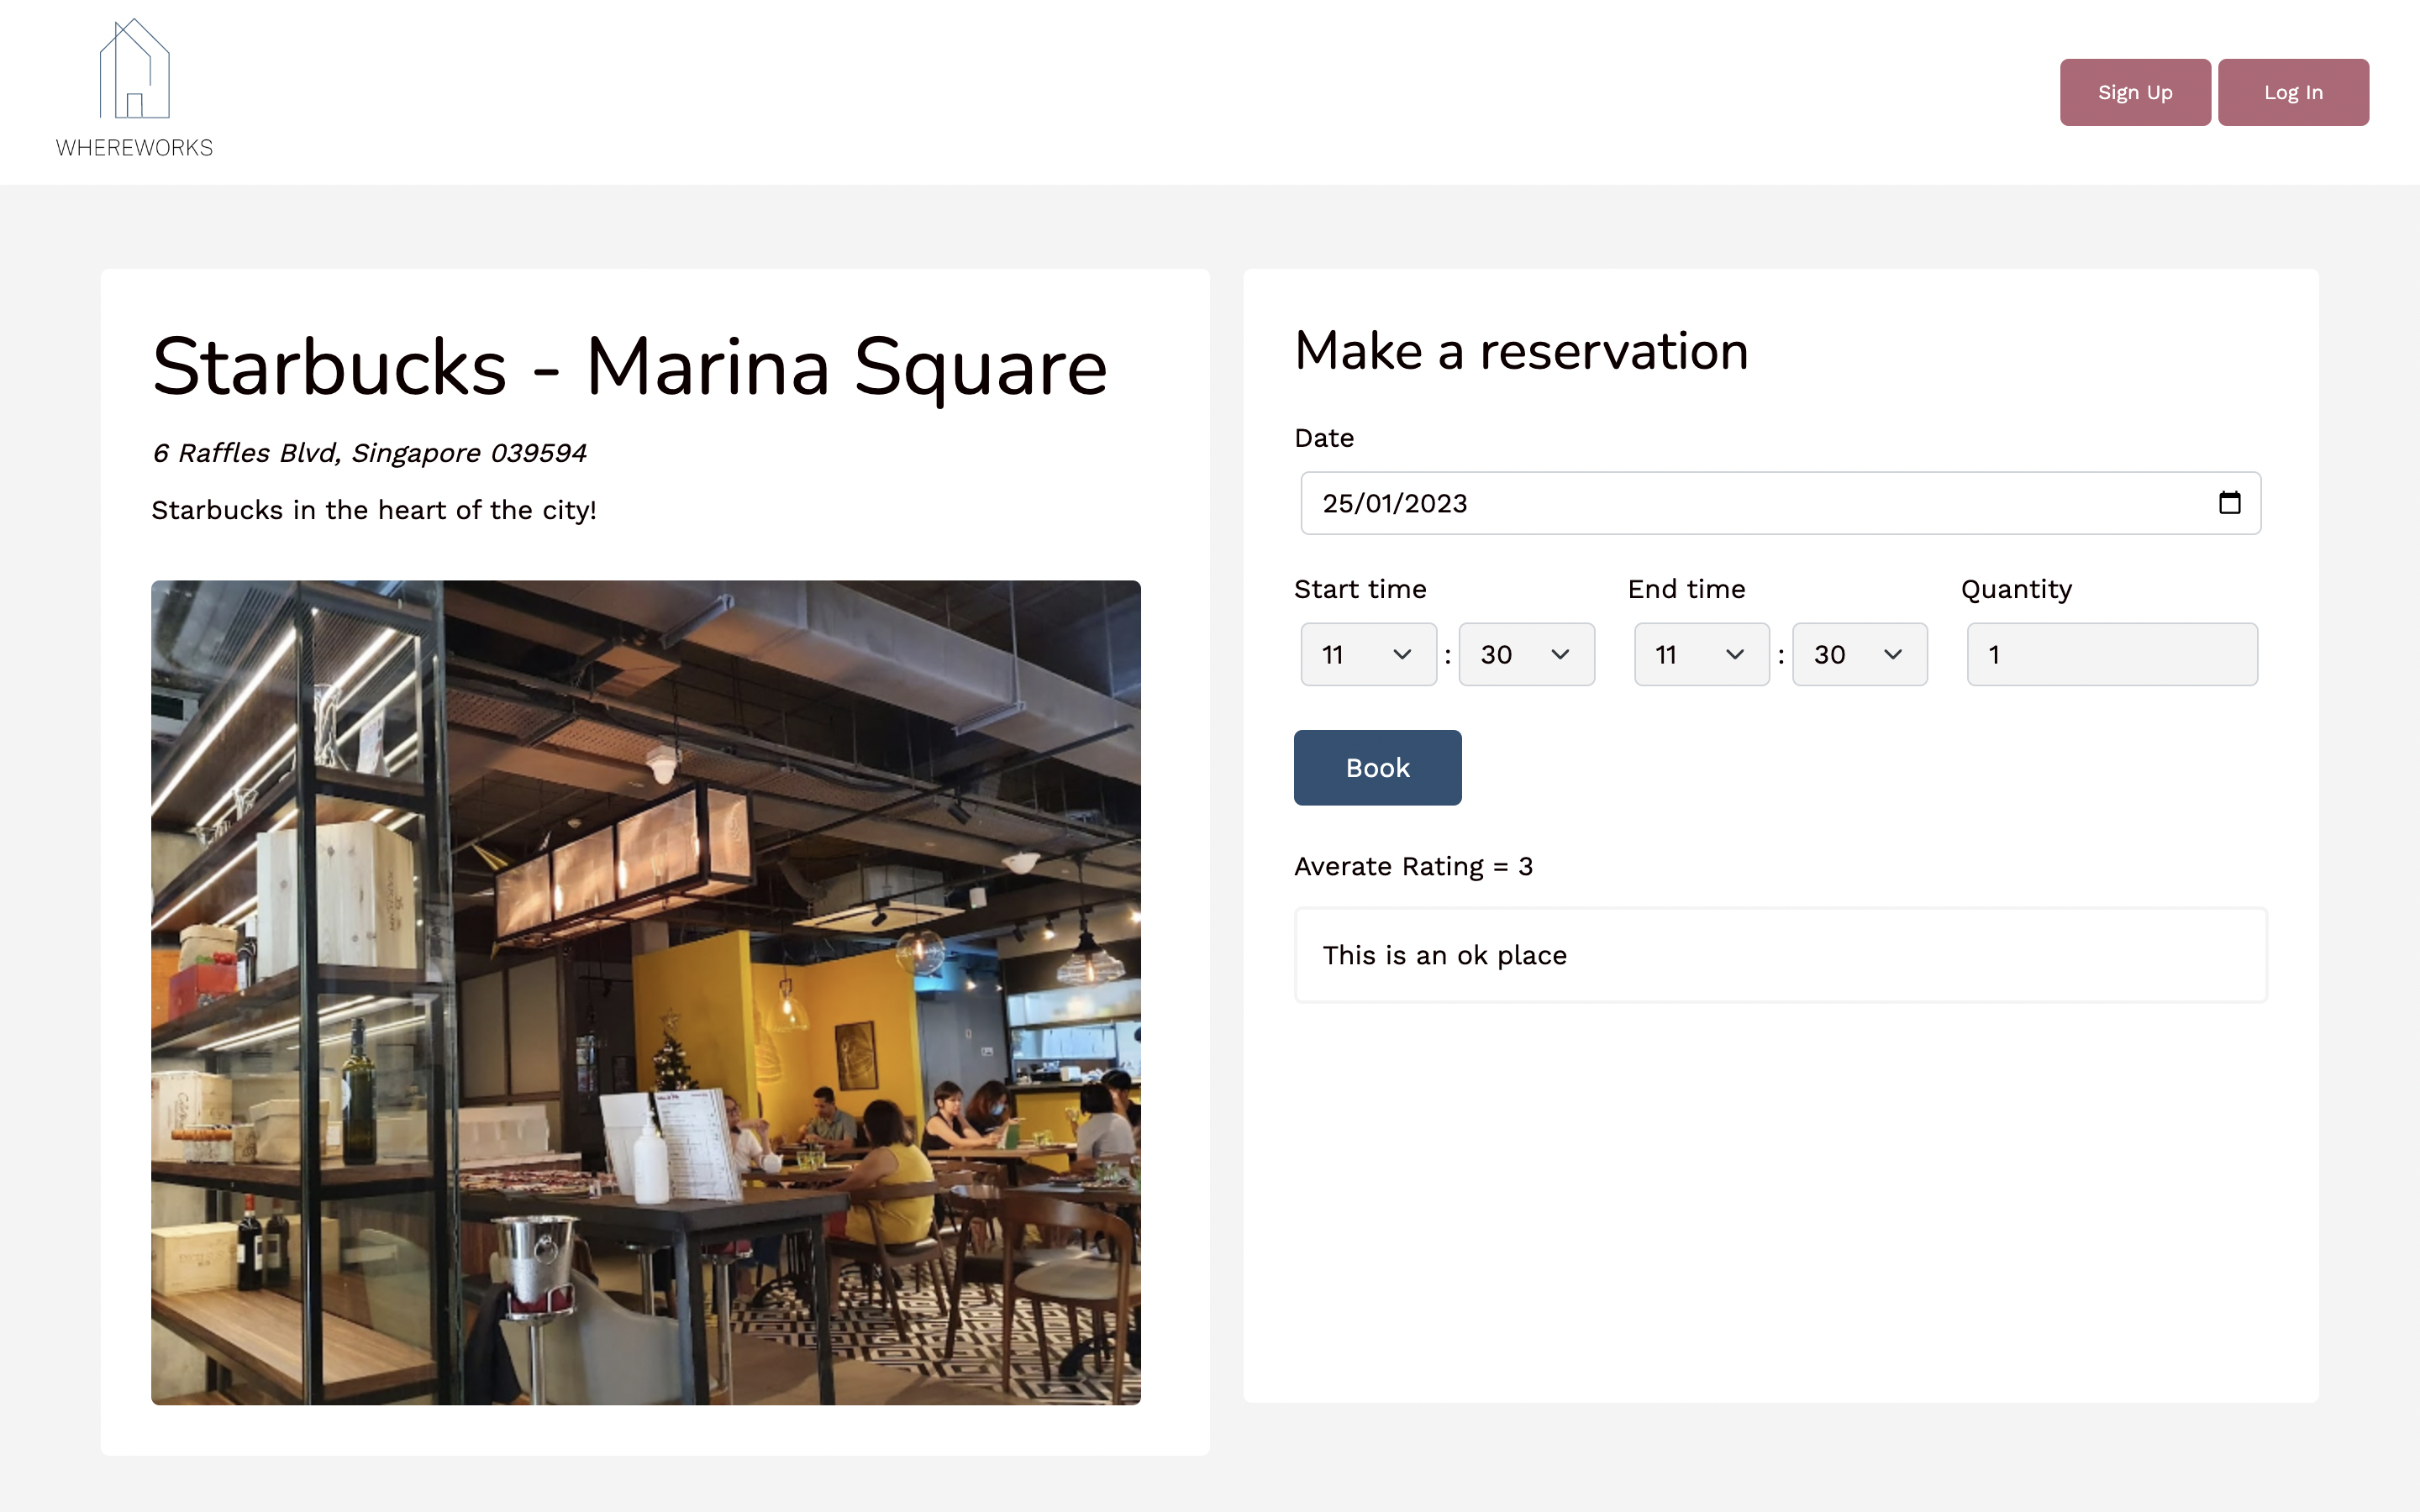 WHEREWORKS
Sign Up
Log In
Starbucks - Marina Square
6 Raffles Blvd, Singapore 039594
Starbucks in the heart of the city!
Make a reservation
Date
25/01/2023
Start time
End time
Quantity
11 : 30
11 : 30
1
Book
Averate Rating = 3
This is an ok place